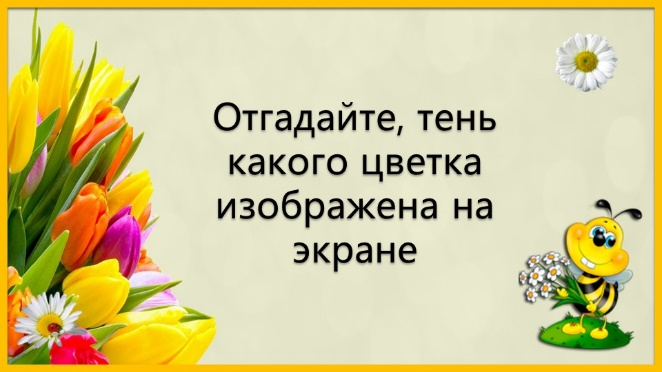 Отгадайте, тень
какого цветка
изображена на
экране